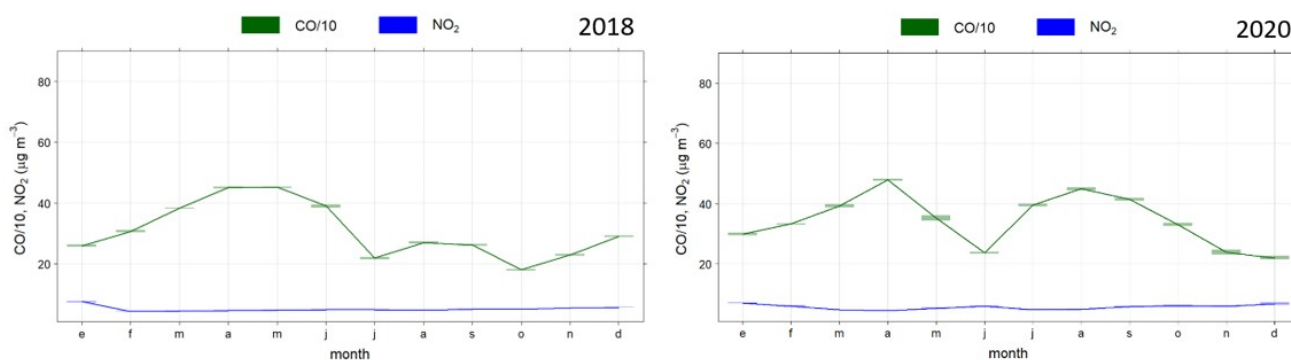 CO/10 NO₂ 2018
CO/10, NO₂ (µg m⁻³)
80
60
40
20
e f m a m j j a s o n d
month
CO/10 NO₂ 2020
CO/10, NO₂ (µg m⁻³)
80
60
40
20
e f m a m j j a s o n d
month